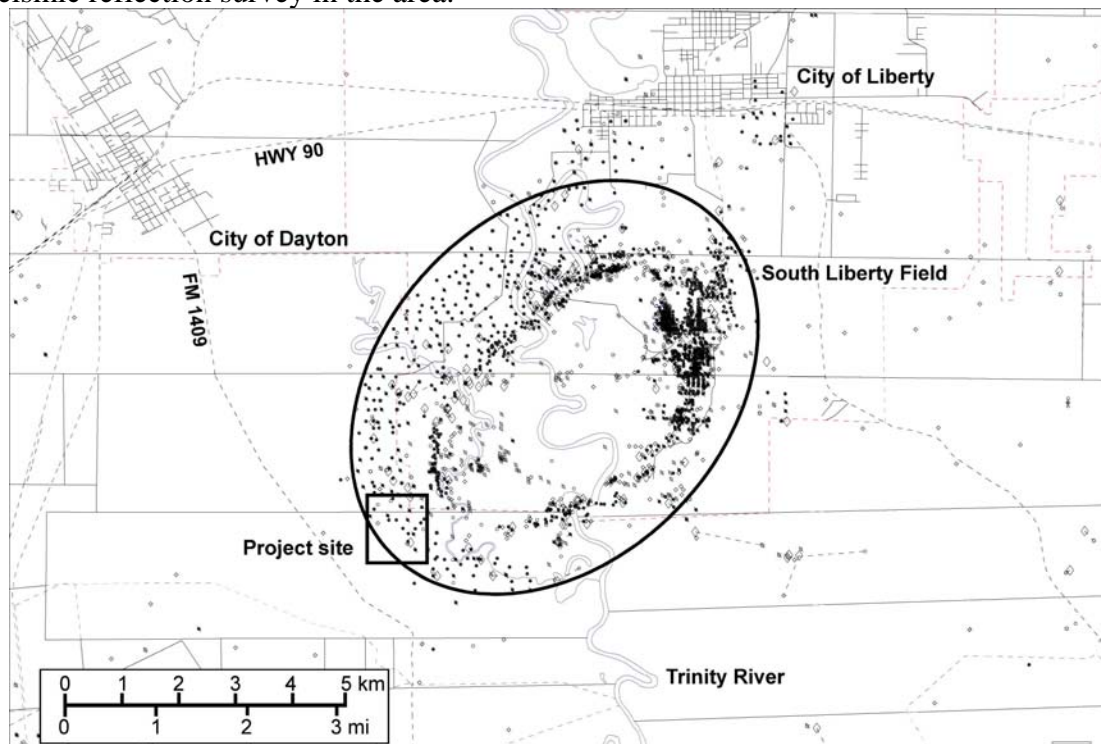 seismic reflection survey in the area.
City of Liberty
HWY 90
City of Dayton
South Liberty Field
FM 1409
Project site
Trinity River
0 1 2 3 4 5 km
0 1 2 3 mi